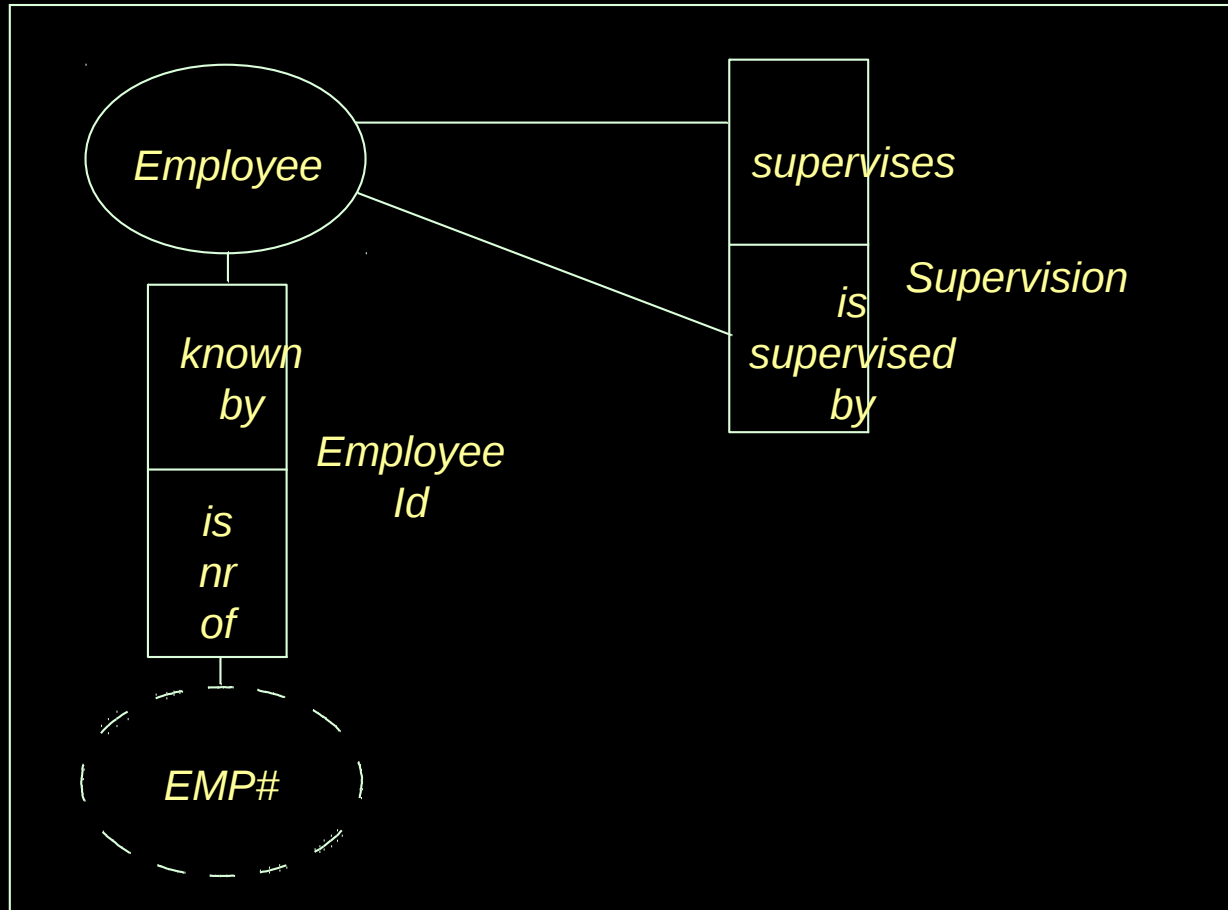 Employee
supervises
Supervision
is
supervised
by
known
by
Employee
Id
is
nr
of
EMP#